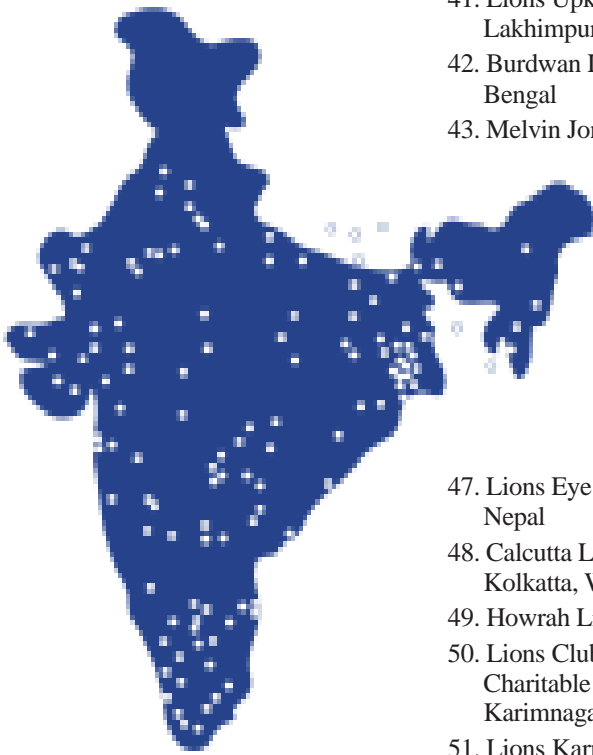 41. Lions Upk
Lakhimpur
42. Burdwan
Bengal
43. Melvin Jo
47. Lions Eye
Nepal
48. Calcutta L
Kolkatta,
49. Howrah L
50. Lions Club
Charitable
Karimnaga
51. Lions Kar